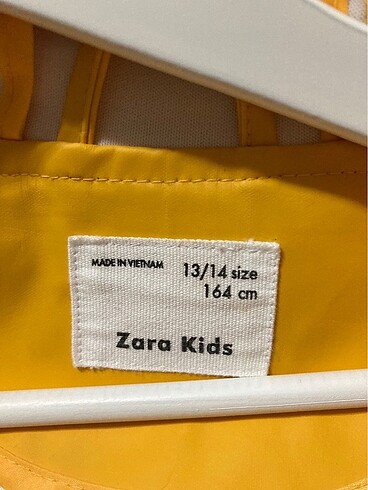 MADE IN VIETNAM
13/14 size
164 cm
Zara Kids